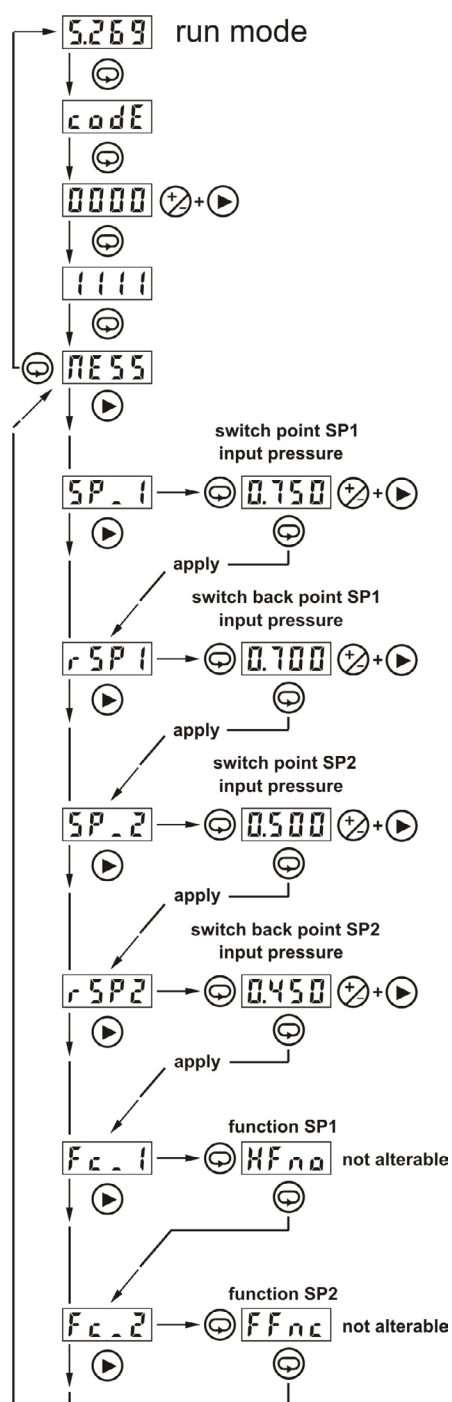 5.269 run mode
codE
0000 +
1111
MESS
switch point SP1
input pressure
SP_1 0.750 +
apply
switch back point SP1
input pressure
rSP1 0.700 +
apply
switch point SP2
input pressure
SP_2 0.500 +
apply
switch back point SP2
input pressure
rSP2 0.450 +
apply
function SP1
Fc_1 HFno not alterable
function SP2
Fc_2 FFnc not alterable